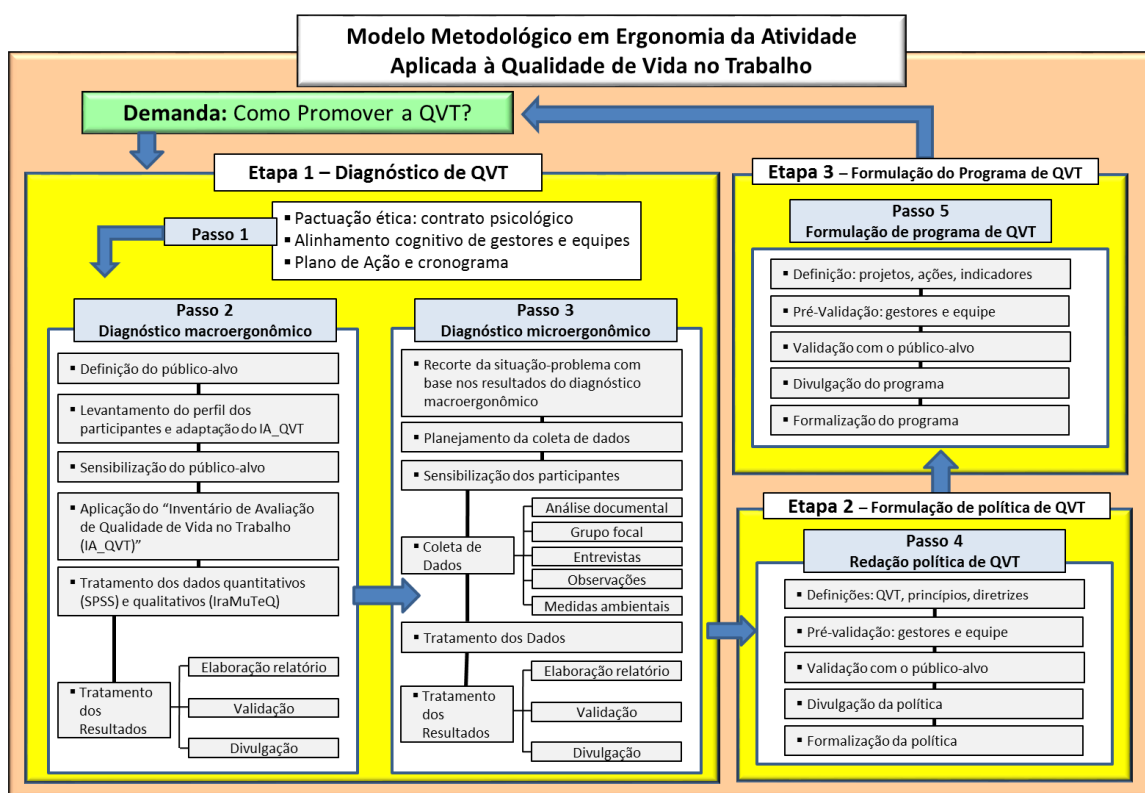 Modelo Metodológico em Ergonomia da Atividade
Aplicada à Qualidade de Vida no Trabalho
Demanda: Como Promover a QVT?
Etapa 1 – Diagnóstico de QVT
Passo 1
▪ Pactuação ética: contrato psicológico
▪ Alinhamento cognitivo de gestores e equipes
▪ Plano de Ação e cronograma
Passo 2
Diagnóstico macroergonômico
▪ Definição do público-alvo
▪ Levantamento do perfil dos
participantes e adaptação do IA_QVT
▪ Sensibilização do público-alvo
▪ Aplicação do “Inventário de Avaliação
de Qualidade de Vida no Trabalho
(IA_QVT)”
▪ Tratamento dos dados quantitativos
(SPSS) e qualitativos (IraMuTeQ)
▪ Tratamento
dos
Resultados
Elaboração relatório
Validação
Divulgação
Passo 3
Diagnóstico microergonômico
▪ Recorte da situação-problema com
base nos resultados do diagnóstico
macroergonômico
▪ Planejamento da coleta de dados
▪ Sensibilização dos participantes
▪ Coleta de
Dados
Análise documental
Grupo focal
Entrevistas
Observações
Medidas ambientais
▪ Tratamento dos Dados
▪ Tratamento
dos
Resultados
Elaboração relatório
Validação
Divulgação
Etapa 3 – Formulação do Programa de QVT
Passo 5
Formulação de programa de QVT
▪ Definição: projetos, ações, indicadores
▪ Pré-Validação: gestores e equipe
▪ Validação com o público-alvo
▪ Divulgação do programa
▪ Formalização do programa
Etapa 2 – Formulação de política de QVT
Passo 4
Redação política de QVT
▪ Definições: QVT, princípios, diretrizes
▪ Pré-validação: gestores e equipe
▪ Validação com o público-alvo
▪ Divulgação da política
▪ Formalização da política